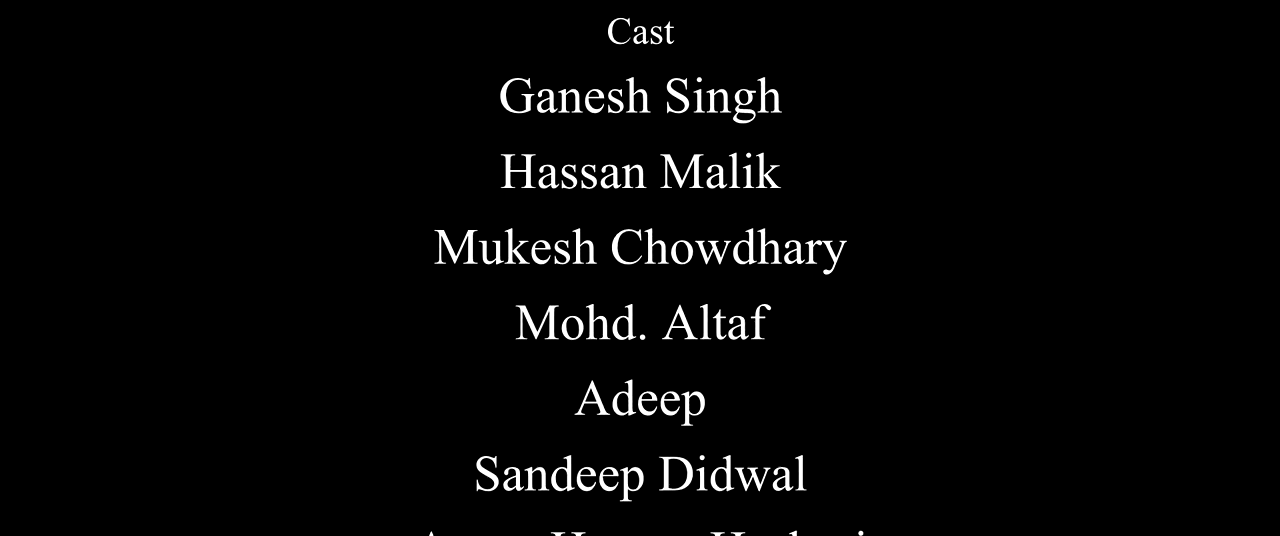 Cast
Ganesh Singh
Hassan Malik
Mukesh Chowdhary
Mohd. Altaf
Adeep
Sandeep Didwal